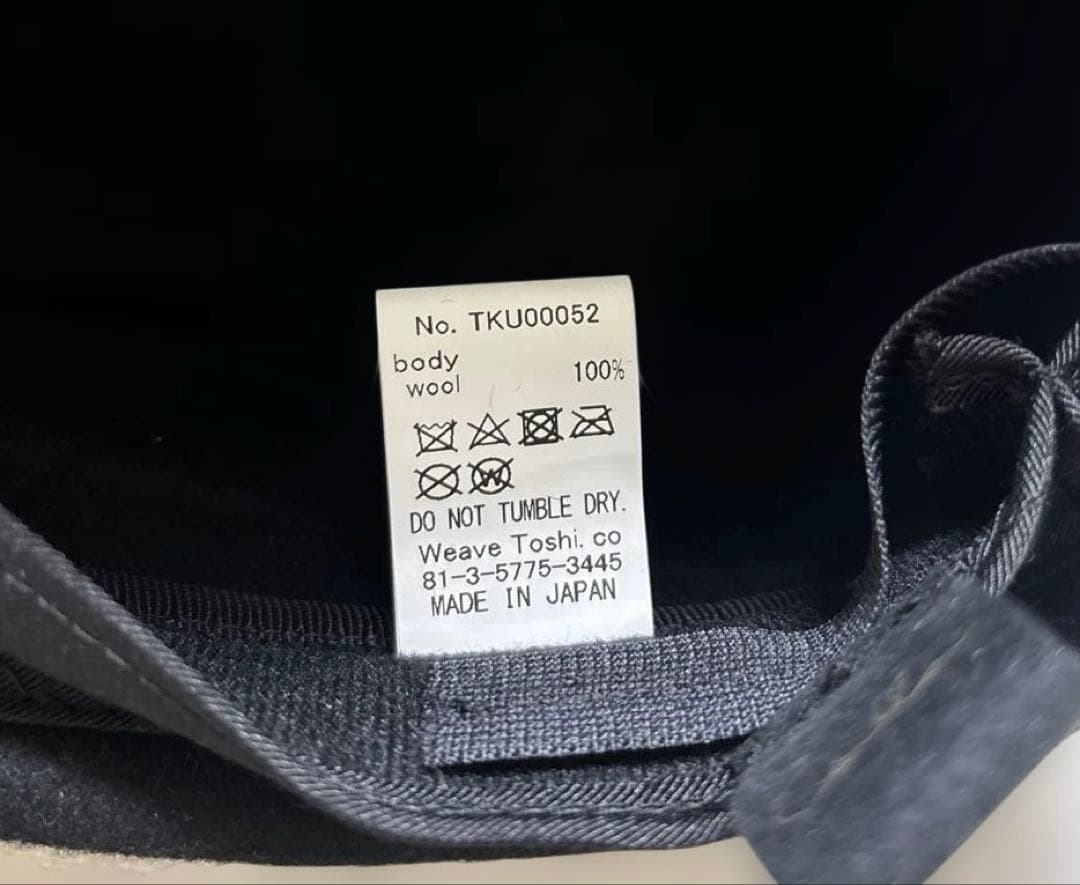 No. TKU00052
body
wool 100%
DO NOT TUMBLE DRY.
Weave Toshi. co
81-3-5775-3445
MADE IN JAPAN